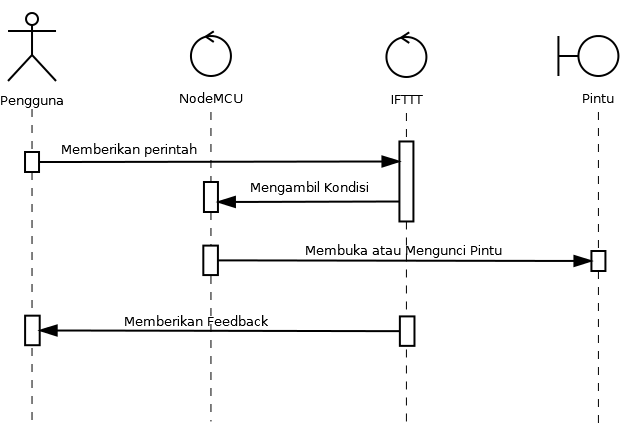 Pengguna
NodeMCU
IFTTT
Pintu
Memberikan perintah
Mengambil Kondisi
Membuka atau Mengunci Pintu
Memberikan Feedback